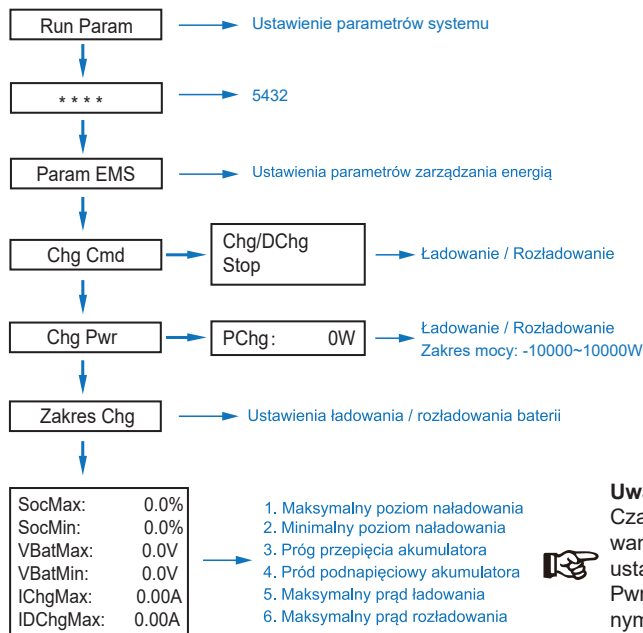 Run Param
Ustawienie parametrów systemu
* * * *
5432
Param EMS
Ustawienia parametrów zarządzania energią
Chg Cmd
Chg/DChg
Stop
Ładowanie / Rozładowanie
Chg Pwr
PChg: 0W
Ładowanie / Rozładowanie
Zakres mocy: -10000~10000W
Zakres Chg
Ustawienia ładowania / rozładowania baterii
SocMax: 0.0%
SocMin: 0.0%
VBatMax: 0.0V
VBatMin: 0.0V
IChgMax: 0.00A
IDChgMax: 0.00A
1. Maksymalny poziom naładowania
2. Minimalny poziom naładowania
3. Próg przepięcia akumulatora
4. Pród podnapięciowy akumulatora
5. Maksymalny prąd ładowania
6. Maksymalny prąd rozładowania